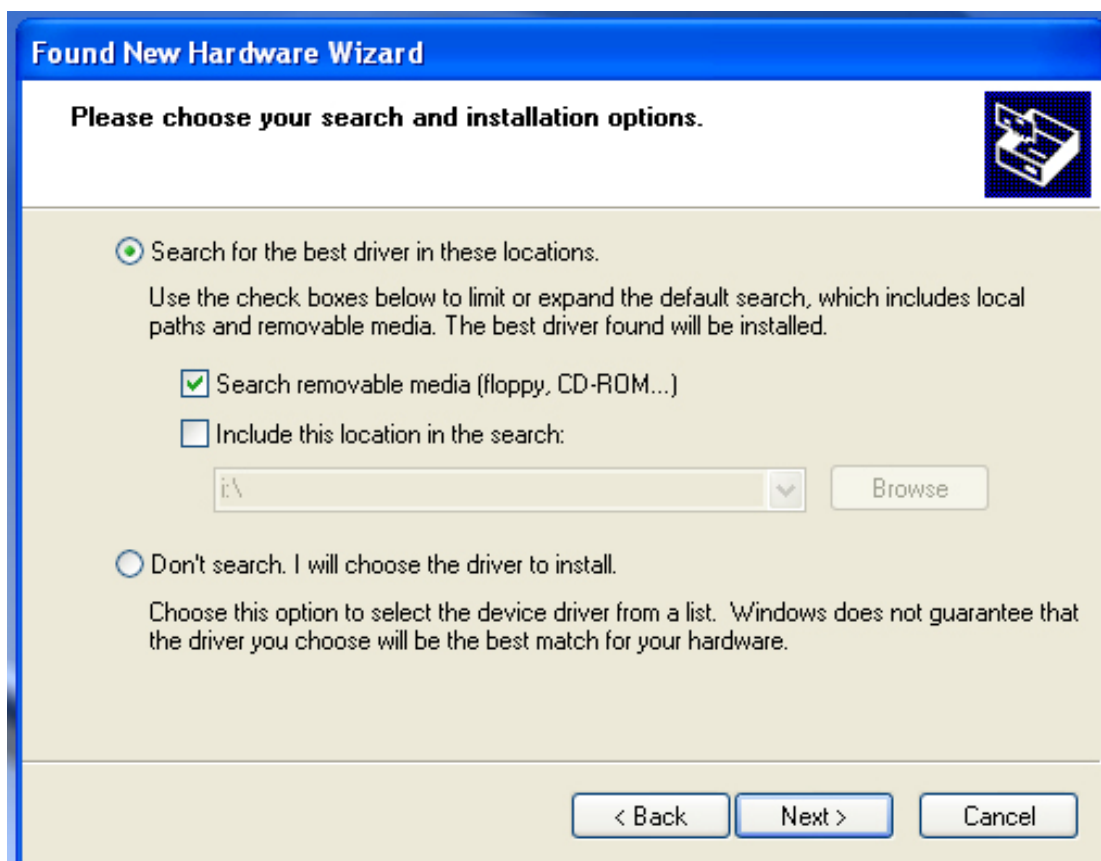 Found New Hardware Wizard
Please choose your search and installation options.
Search for the best driver in these locations.
Use the check boxes below to limit or expand the default search, which includes local
paths and removable media. The best driver found will be installed.
Search removable media (floppy, CD-ROM...)
Include this location in the search:
i:\
Browse
Don't search. I will choose the driver to install.
Choose this option to select the device driver from a list.  Windows does not guarantee that
the driver you choose will be the best match for your hardware.
< Back
Next >
Cancel